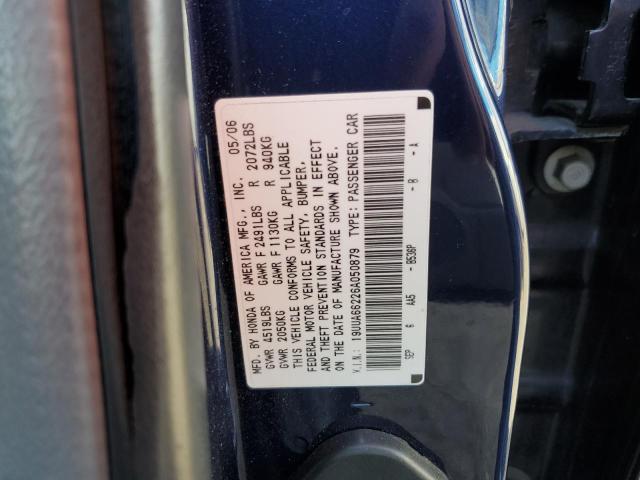 MFD. BY HONDA OF AMERICA MFG., INC. 05/06
GVWR 4519LBS GAWR F 2491LBS R 2072LBS
GVWR 2050KG GAWR F 1130KG R 940KG
THIS VEHICLE CONFORMS TO ALL APPLICABLE
FEDERAL MOTOR VEHICLE SAFETY, BUMPER,
AND THEFT PREVENTION STANDARDS IN EFFECT
ON THE DATE OF MANUFACTURE SHOWN ABOVE.
V.I.N.: 19UUA66226A050879 TYPE: PASSENGER CAR
SEP 6 AA5 - B536P - B - A